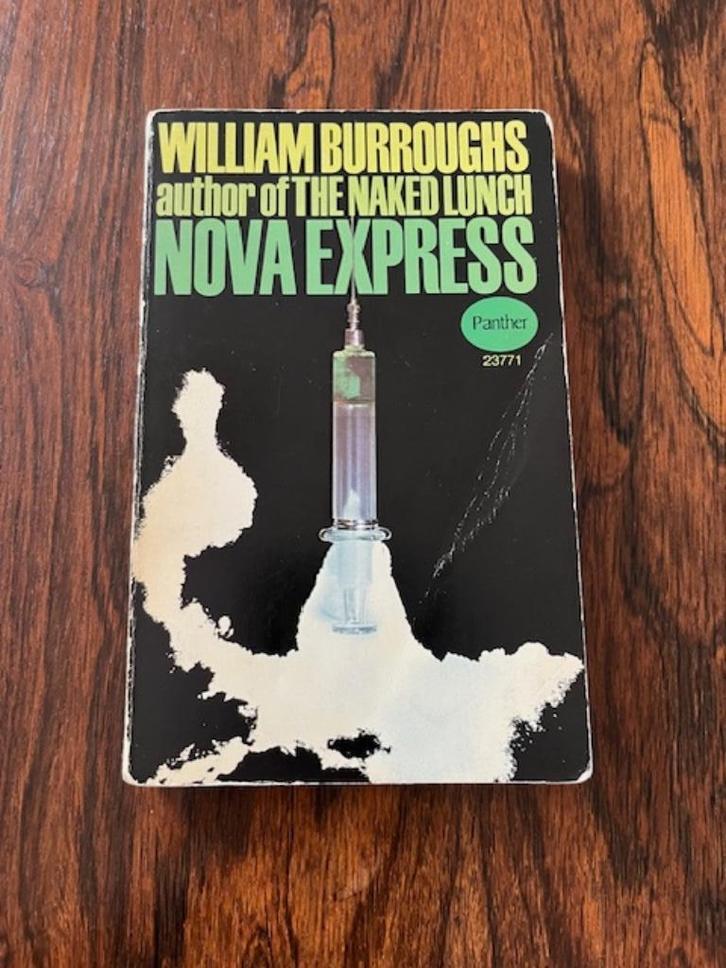 WILLIAM BURROUGHS
author of THE NAKED LUNCH
NOVA EXPRESS
Panther
23771